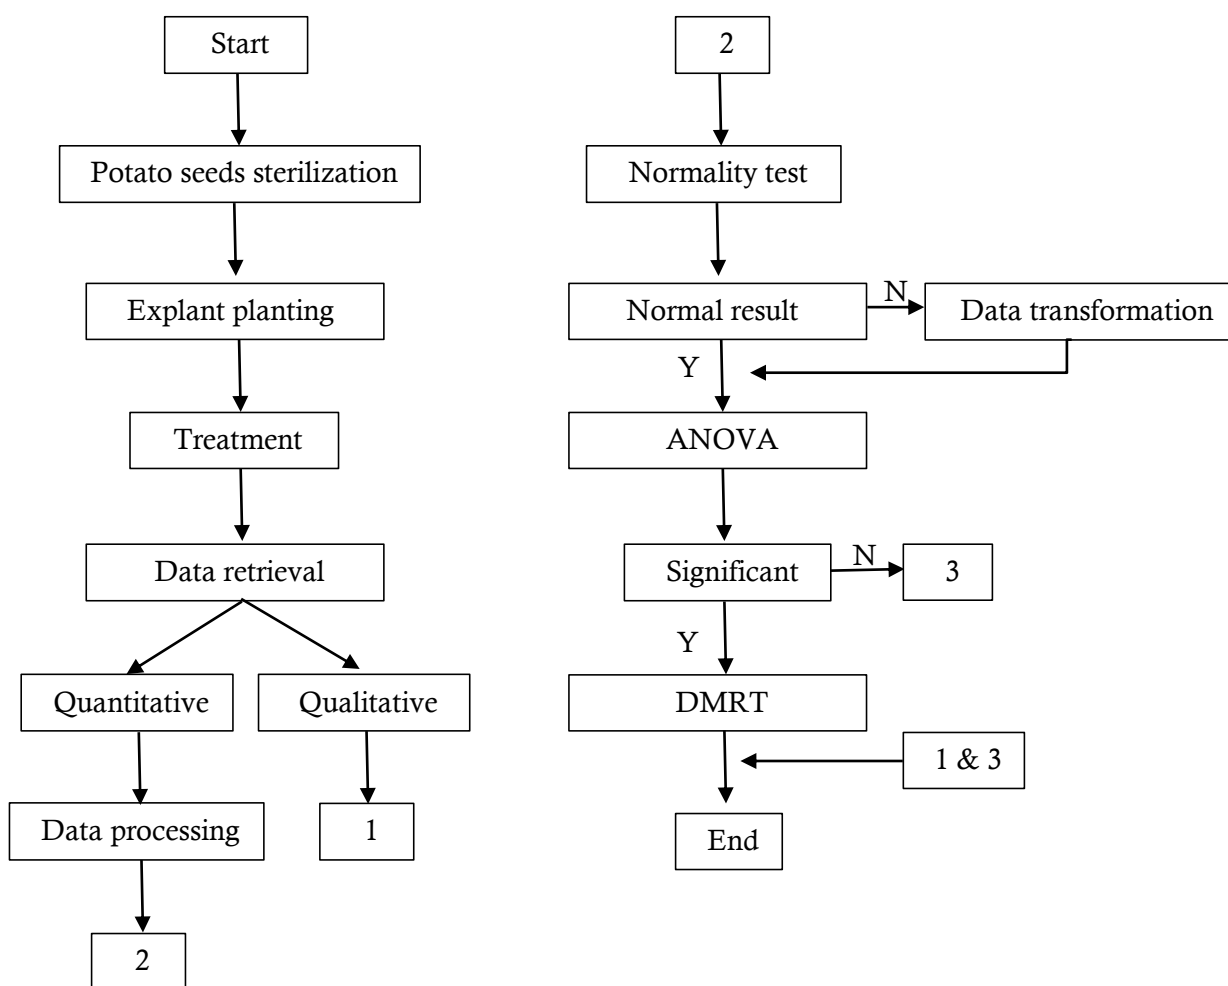 Start
Potato seeds sterilization
Explant planting
Treatment
Data retrieval
Quantitative
Qualitative
Data processing
1
2
2
Normality test
Normal result
N
Data transformation
Y
ANOVA
Significant
N
3
Y
DMRT
1 & 3
End